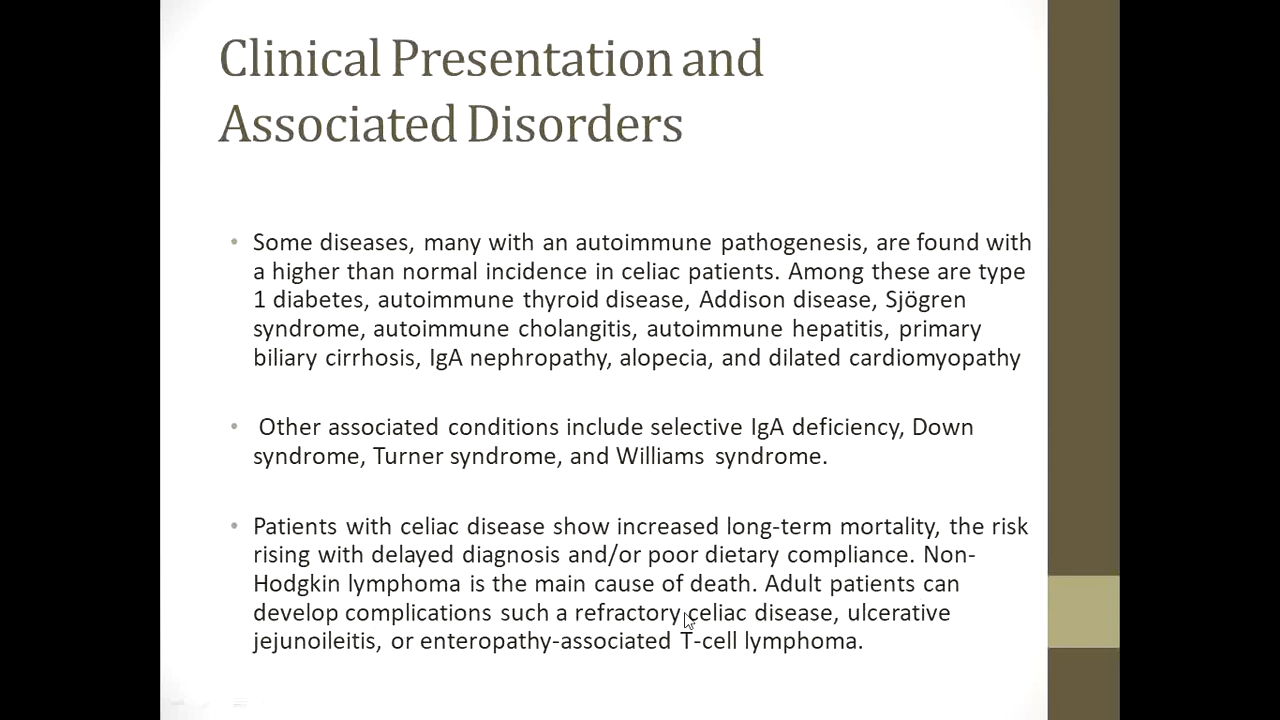 Clinical Presentation and
Associated Disorders
• Some diseases, many with an autoimmune pathogenesis, are found with
a higher than normal incidence in celiac patients. Among these are type
1 diabetes, autoimmune thyroid disease, Addison disease, Sjögren
syndrome, autoimmune cholangitis, autoimmune hepatitis, primary
biliary cirrhosis, IgA nephropathy, alopecia, and dilated cardiomyopathy
• Other associated conditions include selective IgA deficiency, Down
syndrome, Turner syndrome, and Williams syndrome.
• Patients with celiac disease show increased long-term mortality, the risk
rising with delayed diagnosis and/or poor dietary compliance. Non-
Hodgkin lymphoma is the main cause of death. Adult patients can
develop complications such a refractory celiac disease, ulcerative
jejunoileitis, or enteropathy-associated T-cell lymphoma.